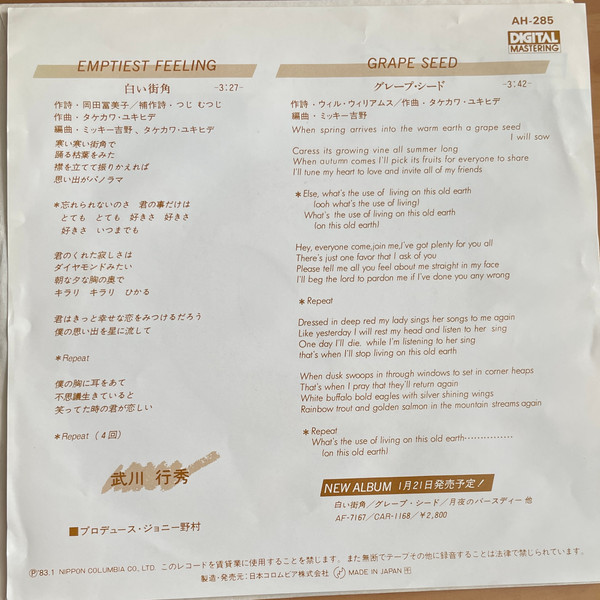 AH-285
DIGITAL
MASTERING
EMPTIEST FEELING
白い街角 -3:27-
作詩・岡田冨美子/補作詩・つじ むつじ
作曲・タケカワ・ユキヒデ
編曲・ミッキー吉野、タケカワ・ユキヒデ
寒い寒い街角で
踊る枯葉をみた
襟を立てて振りかえれば
思い出がパノラマ
*忘れられないのさ 君の事だけは
とても とても 好きさ 好きさ
好きさ いつまでも
君のくれた寂しさは
ダイヤモンドみたい
朝な夕な胸の奥で
キラリ キラリ ひかる
君はきっと幸せな恋をみつけるだろう
僕の思い出を星に流して
*Repeat
僕の胸に耳をあて
不思議生きていると
笑ってた時の君が恋しい
*Repeat (4回)
武川 行秀
■プロデュース・ジョニー野村
GRAPE SEED
グレープ・シード -3:42-
作詩・ウィル・ウィリアムス/作曲・タケカワ・ユキヒデ
編曲・ミッキー吉野
When spring arrives into the warm earth a grape seed
I will sow
Caress its growing vine all summer long
When autumn comes I'll pick its fruits for everyone to share
I'll tune my heart to love and invite all of my friends
*Else, what's the use of living on this old earth
(ooh what's the use of living)
What's the use of living on this old earth
(on this old earth)
Hey, everyone come,join me,I've got plenty for you all
There's just one favor that I ask of you
Please tell me all you feel about me straight in my face
I'll beg the lord to pardon me if I've done you any wrong
*Repeat
Dressed in deep red my lady sings her songs to me again
Like yesterday I will rest my head and listen to her sing
One day I'll die. while I'm listening to her sing
that's when I'll stop living on this old earth
When dusk swoops in through windows to set in corner heaps
That's when I pray that they'll return again
White buffalo bold eagles with silver shining wings
Rainbow trout and golden salmon in the mountain streams again
*Repeat
What's the use of living on this old earth……………
(on this old earth)
NEW ALBUM 1月21日発売予定!
白い街角/グレープ・シード/月夜のバースディー 他
AF-7167/CAR-1168/¥2,800
Ⓟ'83.1 NIPPON COLUMBIA CO., LTD. このレコードを賃貸業に使用することを禁じます。また無断でテープその他に録音することは法律で禁じられています。
製造・発売元:日本コロムビア株式会社 MADE IN JAPAN